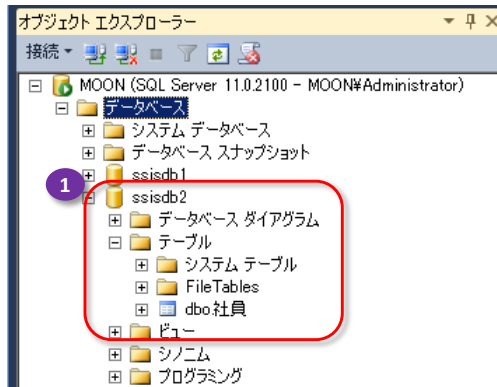 オブジェクト エクスプローラー
接続
MOON (SQL Server 11.0.2100 - MOON¥Administrator)
データベース
システム データベース
データベース スナップショット
ssisdb1
1
ssisdb2
データベース ダイアグラム
テーブル
システム テーブル
FileTables
dbo.社員
ビュー
シノニム
プログラミング